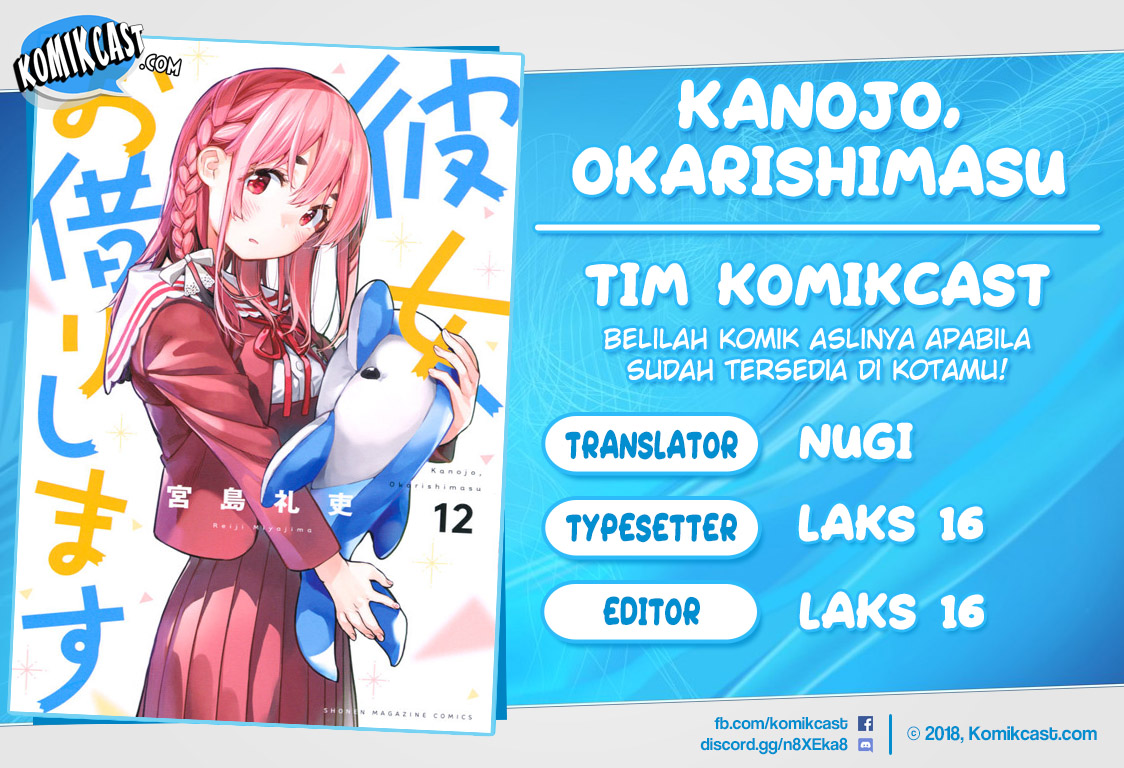 KOMIKCAST.COM
彼女、
お借りします
Kanojo,
Okarishimasu
宮島礼吏
Reiji Miyajima
12
SHONEN MAGAZINE COMICS
KANOJO,
OKARISHIMASU
TIM KOMIKCAST
BELILAH KOMIK ASLINYA APABILA
SUDAH TERSEDIA DI KOTAMU!
TRANSLATOR NUGI
TYPESETTER LAKS 16
EDITOR LAKS 16
fb.com/komikcast
discord.gg/n8XEka8
© 2018, Komikcast.com